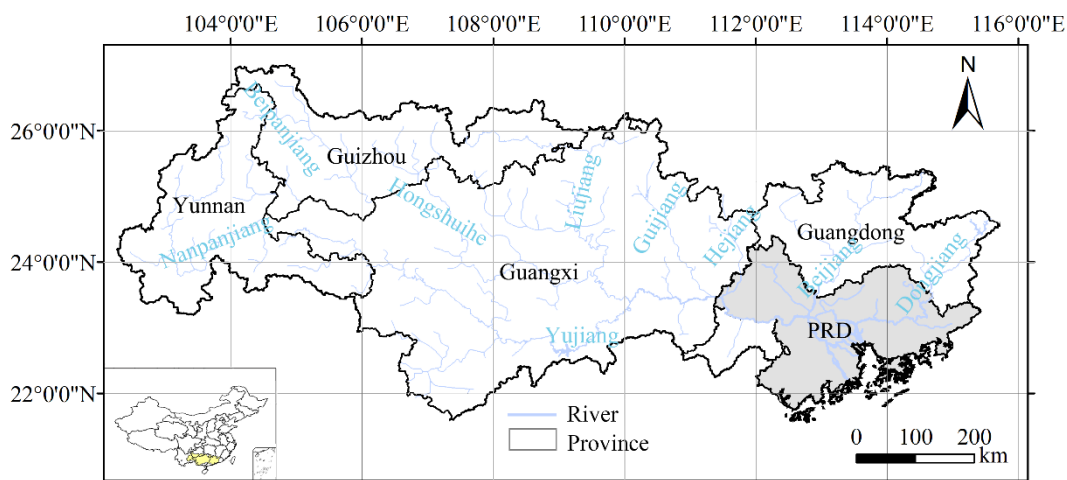 104°0'0"E 106°0'0"E 108°0'0"E 110°0'0"E 112°0'0"E 114°0'0"E 116°0'0"E
N
26°0'0"N
24°0'0"N
22°0'0"N
Beipanjiang
Guizhou
Hongshuihe
Liujiang
Guijiang
Hejiang
Yunnan
Nanpanjiang
Guangxi
Guangdong
Beijiang
Dongjiang
Yujiang
PRD
River
Province
0 100 200
km